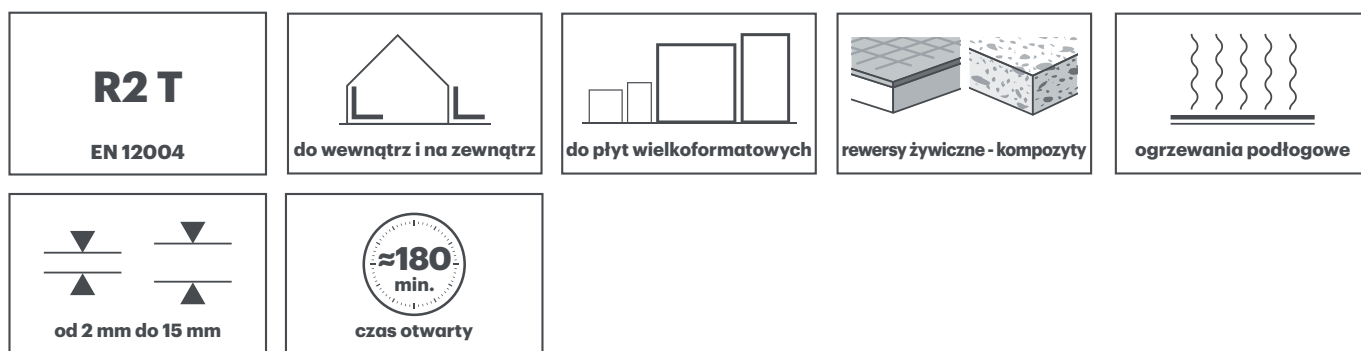 R2 T
EN 12004
do wewnątrz i na zewnątrz
do płyt wielkoformatowych
rewersy żywiczne - kompozyty
ogrzewania podłogowe
od 2 mm do 15 mm
≈180
min.
czas otwarty